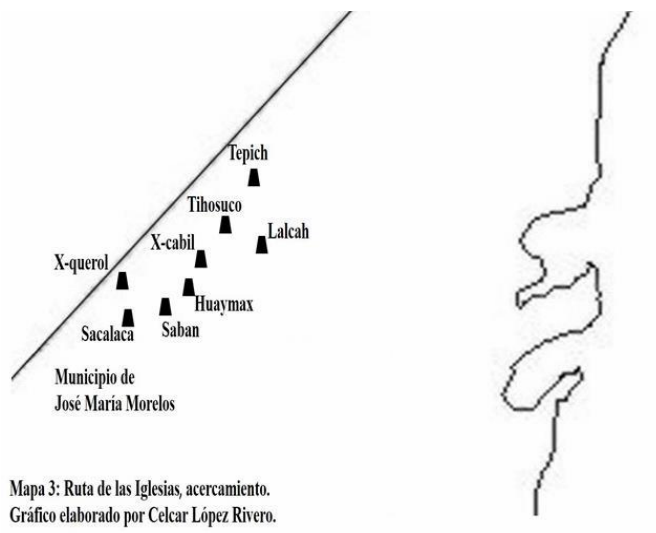 Tepich
Tihosuco
Lalcah
X-cabil
X-querol
Huaymax
Saban
Sacalaca
Municipio de
José María Morelos
Mapa 3: Ruta de las Iglesias, acercamiento.
Gráfico elaborado por Celcar López Rivero.